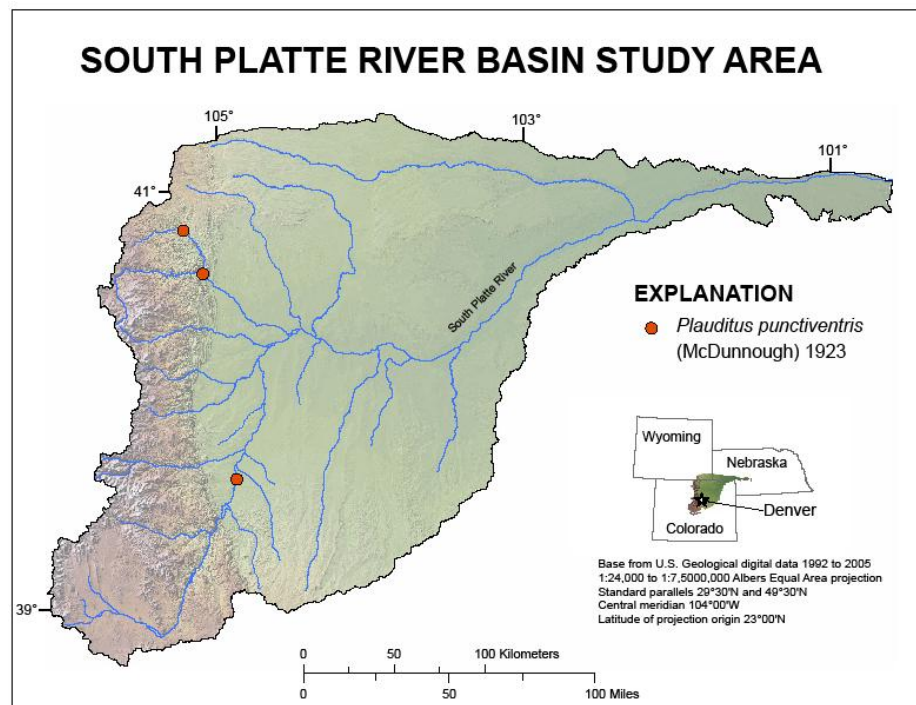 SOUTH PLATTE RIVER BASIN STUDY AREA
105°
103°
101°
41°
South Platte River
EXPLANATION
Plauditus punctiventris
(McDunnough) 1923
Wyoming
Nebraska
Denver
Colorado
Base from U.S. Geological digital data 1992 to 2005
1:24,000 to 1:7,5000,000 Albers Equal Area projection
Standard parallels 29°30'N and 49°30'N
Central meridian 104°00'W
Latitude of projection origin 23°00'N
39°
0 50 100 Kilometers
0 50 100 Miles